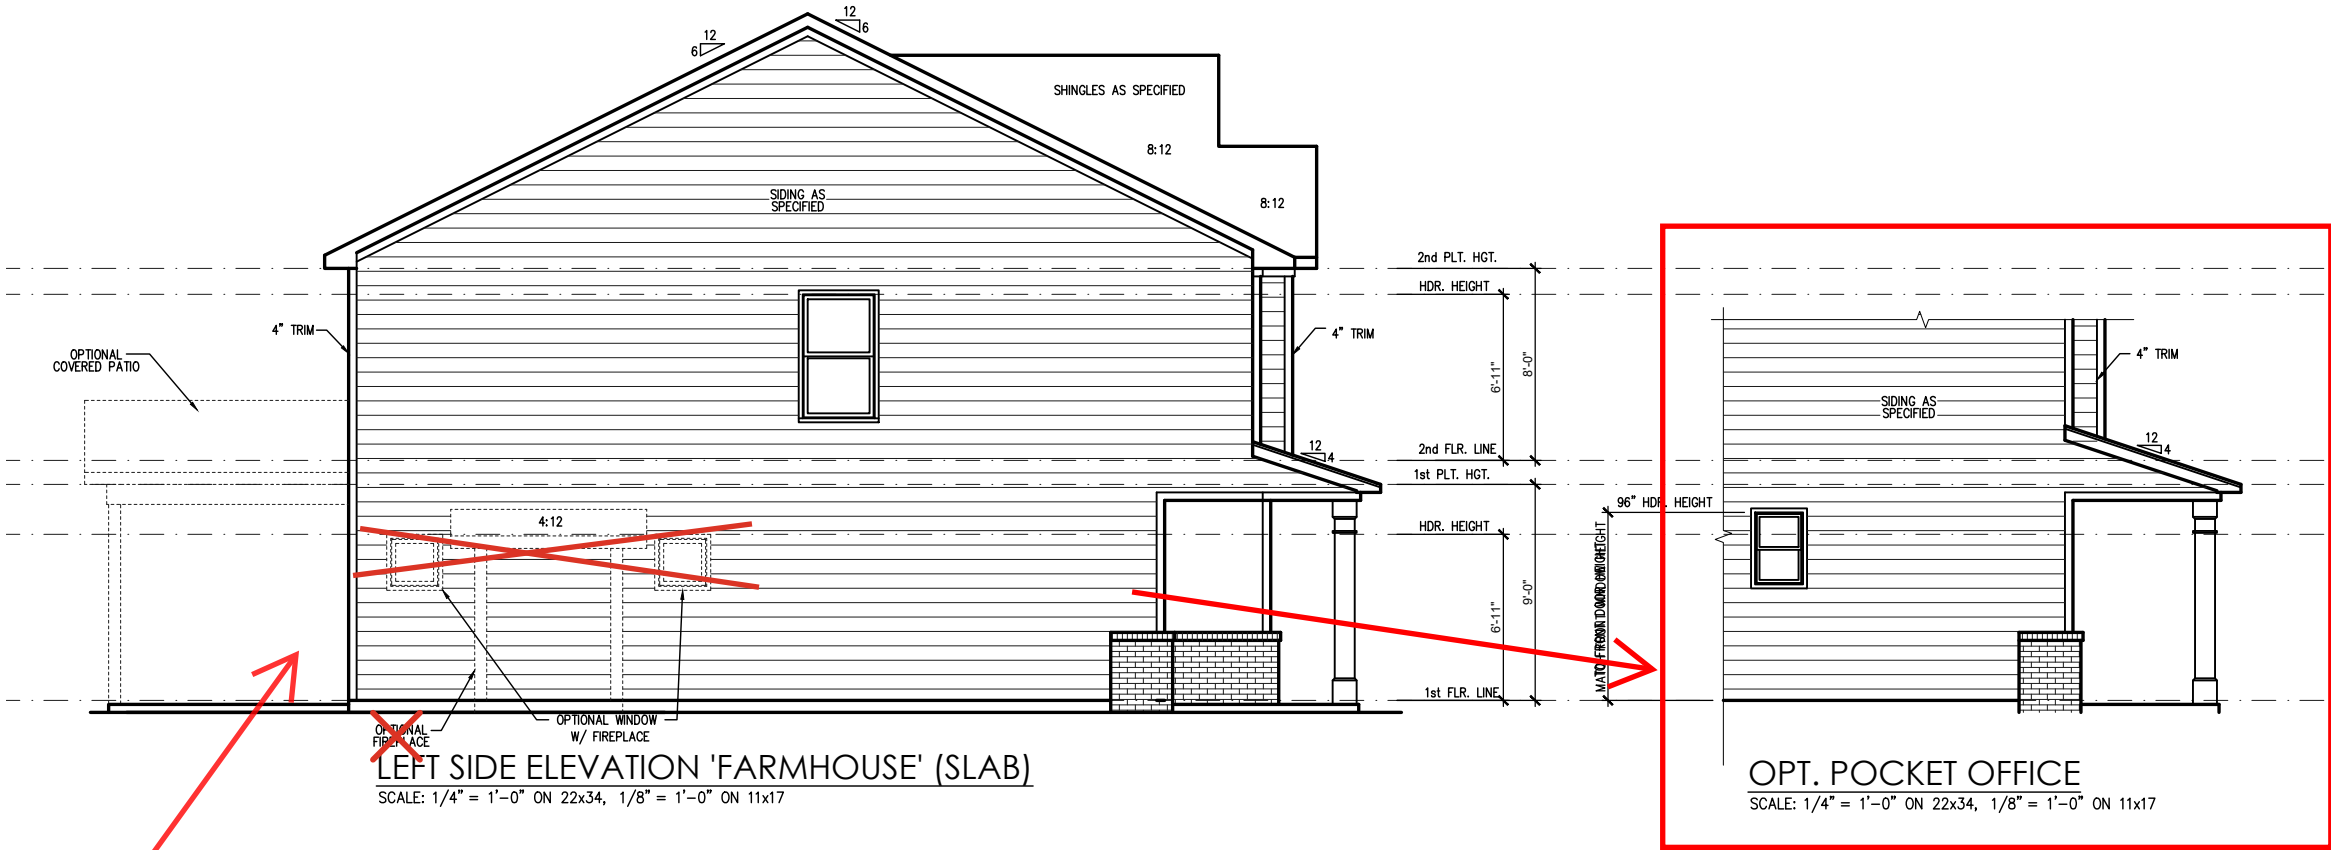 12
6
12
6
SHINGLES AS SPECIFIED
8:12
8:12
SIDING AS
SPECIFIED
4" TRIM
OPTIONAL
COVERED PATIO
4" TRIM
2nd PLT. HGT.
HDR. HEIGHT
6'-11"
8'-0"
2nd FLR. LINE
1st PLT. HGT.
12
4
HDR. HEIGHT
6'-11"
9'-0"
1st FLR. LINE
4:12
OPTIONAL
FIREPLACE
OPTIONAL WINDOW
W/ FIREPLACE
LEFT SIDE ELEVATION 'FARMHOUSE' (SLAB)
SCALE: 1/4" = 1'-0" ON 22x34, 1/8" = 1'-0" ON 11x17
4" TRIM
SIDING AS
SPECIFIED
12
4
96" HDR. HEIGHT
OPT. POCKET OFFICE
SCALE: 1/4" = 1'-0" ON 22x34, 1/8" = 1'-0" ON 11x17